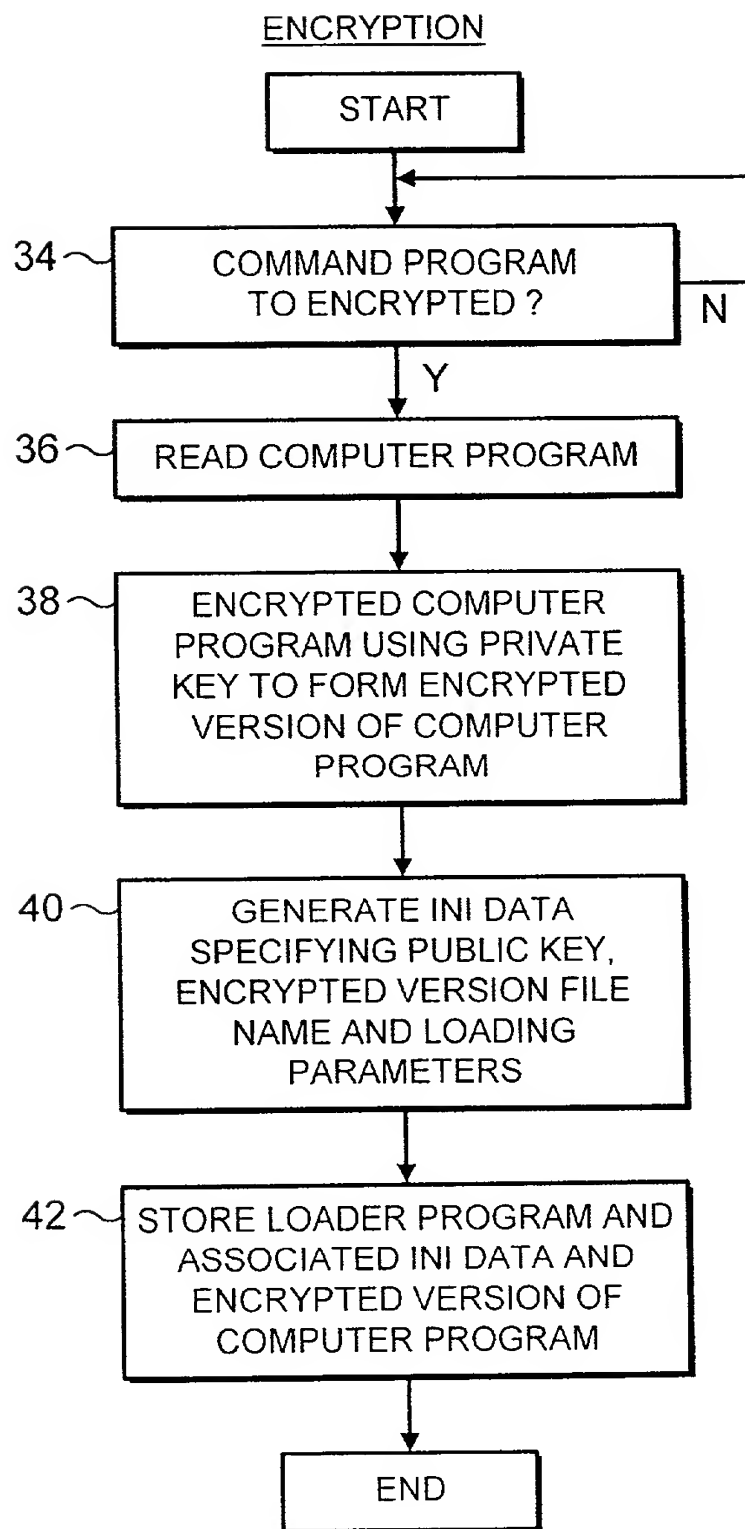 ENCRYPTION
START
34
COMMAND PROGRAM
TO ENCRYPTED ?
N
Y
36
READ COMPUTER PROGRAM
38
ENCRYPTED COMPUTER
PROGRAM USING PRIVATE
KEY TO FORM ENCRYPTED
VERSION OF COMPUTER
PROGRAM
40
GENERATE INI DATA
SPECIFYING PUBLIC KEY,
ENCRYPTED VERSION FILE
NAME AND LOADING
PARAMETERS
42
STORE LOADER PROGRAM AND
ASSOCIATED INI DATA AND
ENCRYPTED VERSION OF
COMPUTER PROGRAM
END